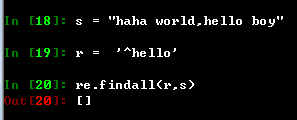 In [18]: s = "haha world,hello boy"
In [19]: r =  '^hello'
In [20]: re.findall(r,s)
Out[20]: []